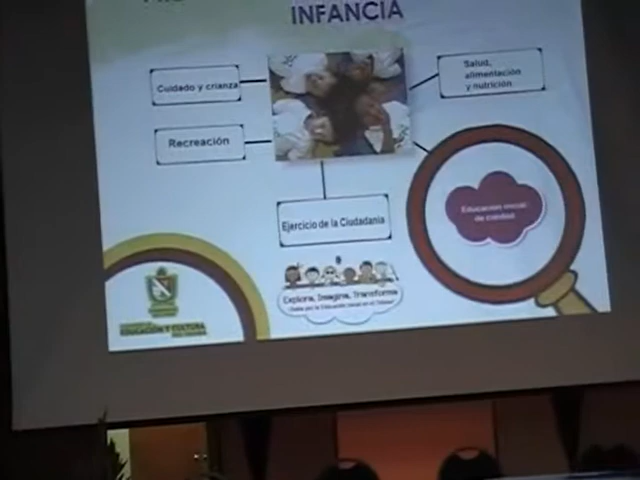 INFANCIA
Cuidado y crianza
Salud,
alimentación
y nutrición
Recreación
Educación inicial
de calidad
Ejercicio de la Ciudadanía
Explora, Imagina, Transforma
EDUCACIÓN Y CULTURA